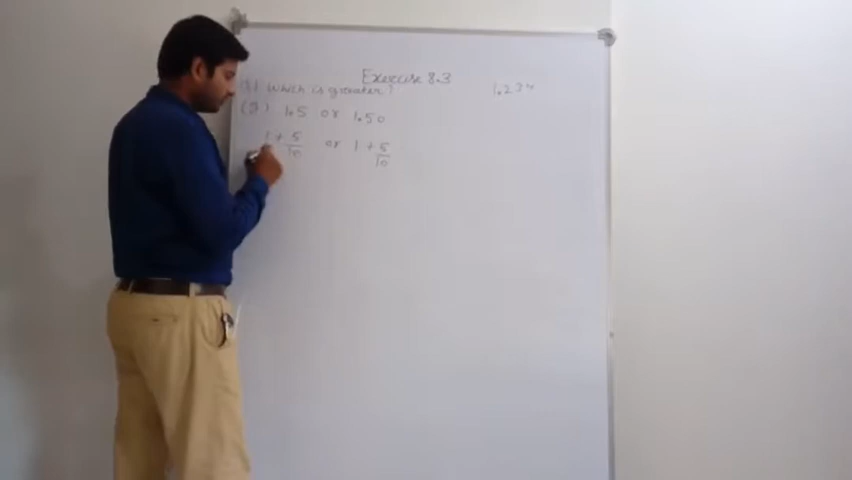 Exercise 8.3
Q1 Which is greater? 1.234
(g) 1.5 or 1.50
1 + 5/10 or 1 + 5/10